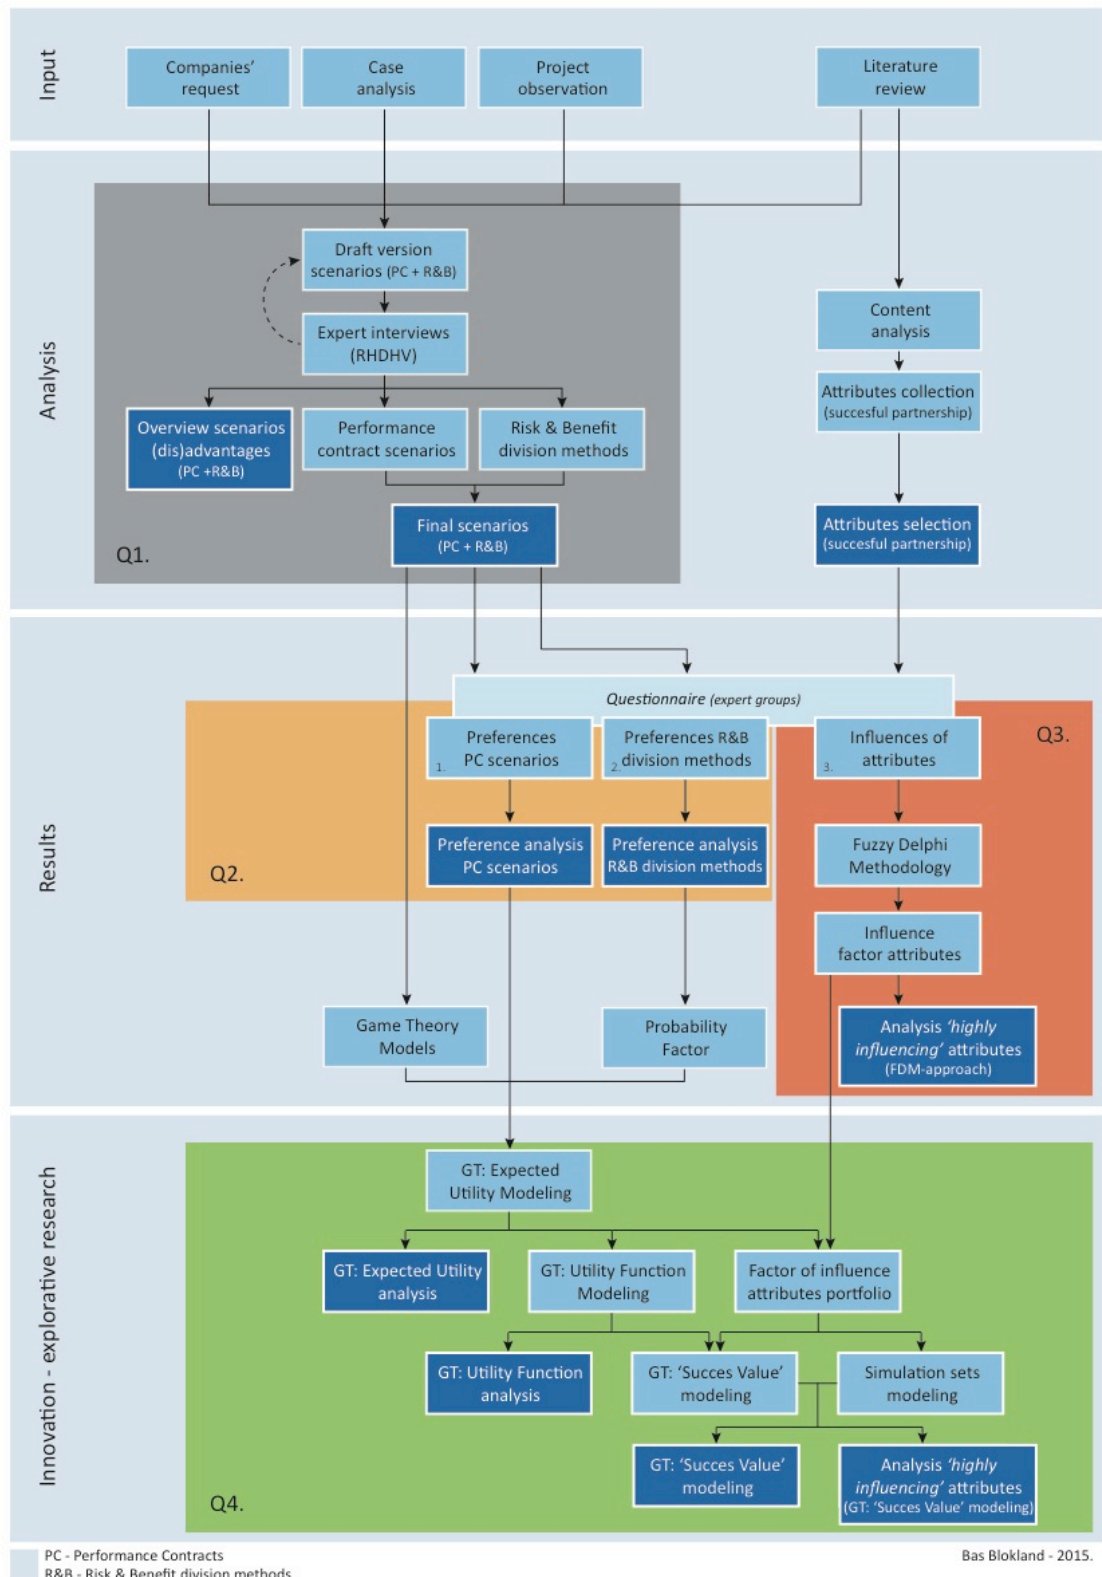 Input
Companies'
request
Case
analysis
Project
observation
Literature
review
Analysis
Draft version
scenarios (PC + R&B)
Expert interviews
(RHDHV)
Overview scenarios
(dis)advantages
(PC +R&B)
Performance
contract scenarios
Risk & Benefit
division methods
Final scenarios
(PC + R&B)
Q1.
Content
analysis
Attributes collection
(succesful partnership)
Attributes selection
(succesful partnership)
Results
Questionnaire (expert groups)
Preferences
PC scenarios
1.
Preferences R&B
division methods
2.
Influences of
attributes
3.
Q3.
Preference analysis
PC scenarios
Preference analysis
R&B division methods
Q2.
Fuzzy Delphi
Methodology
Influence
factor attributes
Game Theory
Models
Probability
Factor
Analysis 'highly
influencing' attributes
(FDM-approach)
Innovation - explorative research
GT: Expected
Utility Modeling
GT: Expected Utility
analysis
GT: Utility Function
Modeling
Factor of influence
attributes portfolio
GT: Utility Function
analysis
GT: 'Succes Value'
modeling
Simulation sets
modeling
GT: 'Succes Value'
modeling
Analysis 'highly
influencing' attributes
(GT: 'Succes Value' modeling)
Q4.
PC - Performance Contracts
R&B - Risk & Benefit division methods
Bas Blokland - 2015.